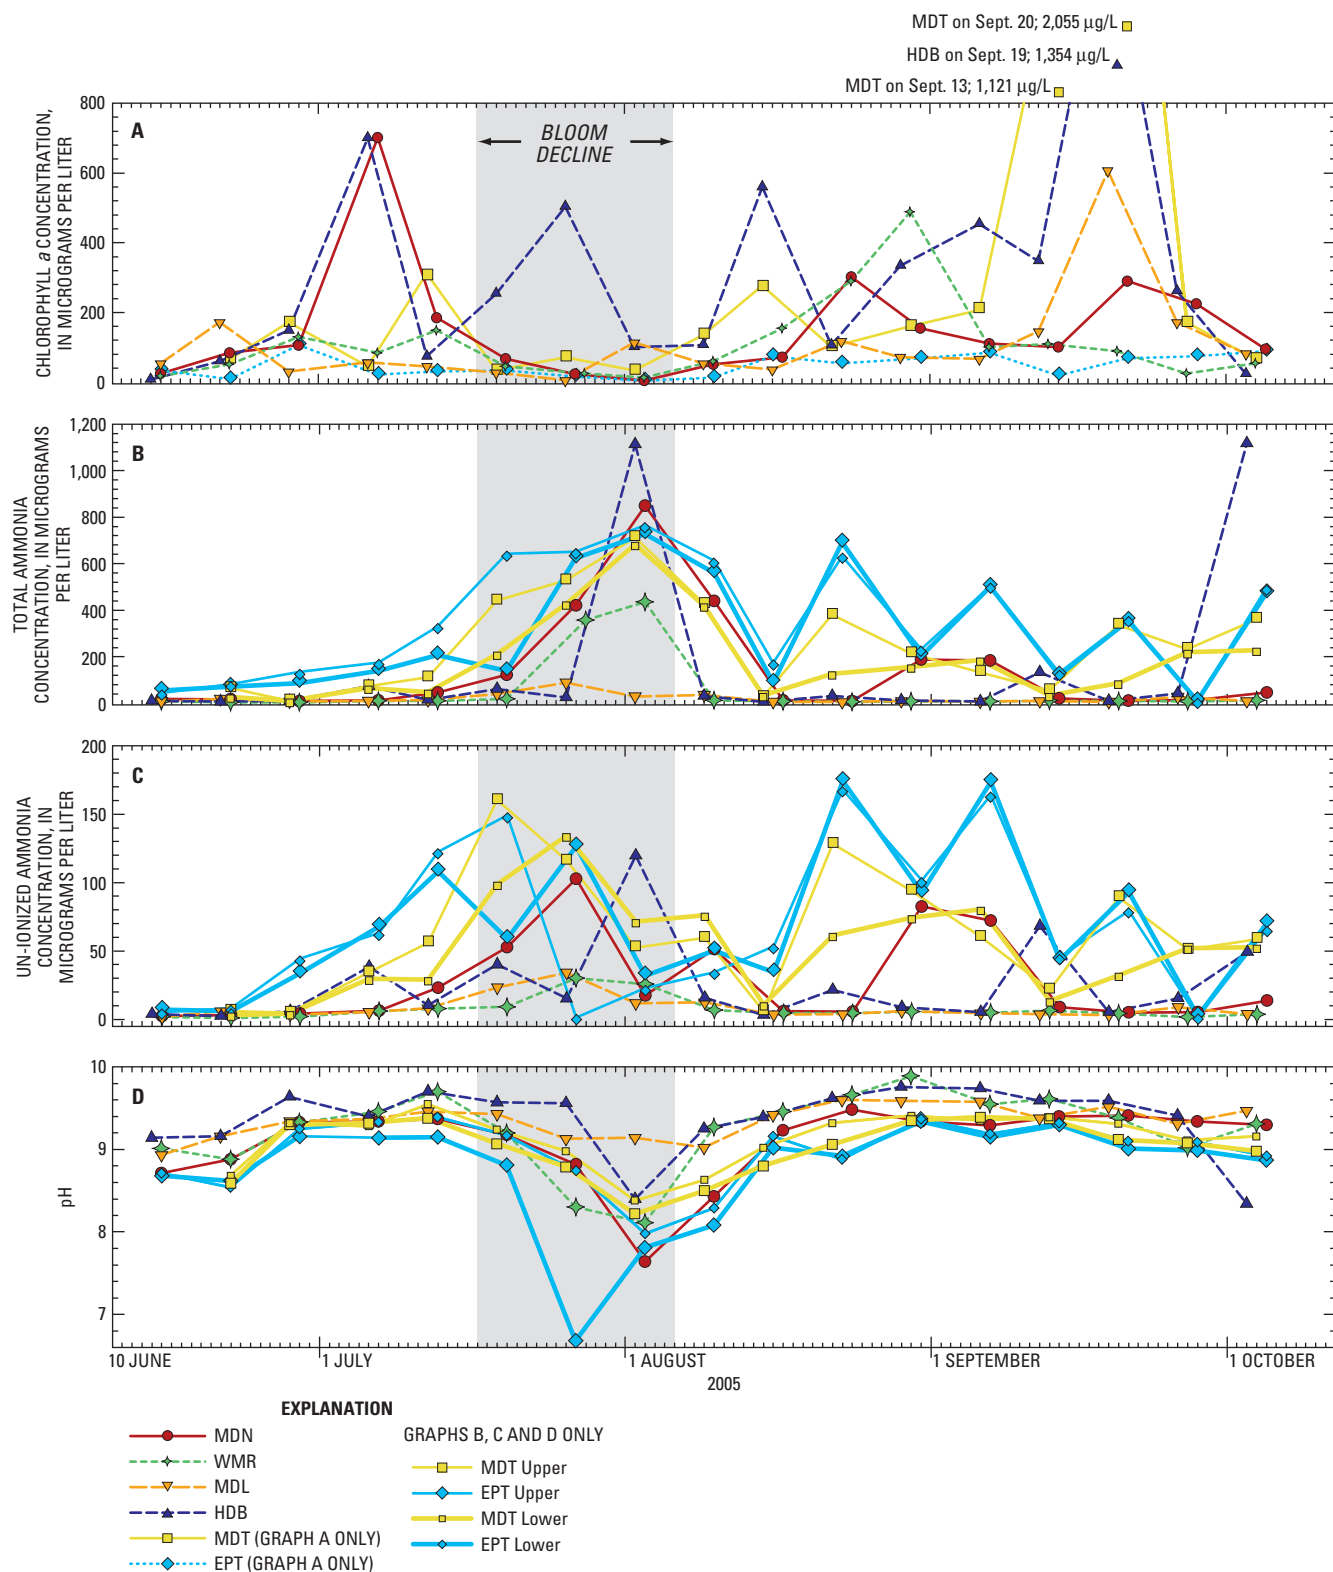 MDT on Sept. 20; 2,055 µg/L
HDB on Sept. 19; 1,354 µg/L
MDT on Sept. 13; 1,121 µg/L
CHLOROPHYLL a CONCENTRATION,
IN MICROGRAMS PER LITER
800
600
400
200
0
A
BLOOM
DECLINE
TOTAL AMMONIA
CONCENTRATION, IN MICROGRAMS
PER LITER
1,200
1,000
800
600
400
200
0
B
UN-IONIZED AMMONIA
CONCENTRATION, IN
MICROGRAMS PER LITER
200
150
100
50
0
C
pH
10
9
8
7
D
10 JUNE
1 JULY
1 AUGUST
1 SEPTEMBER
1 OCTOBER
2005
EXPLANATION
MDN
WMR
MDL
HDB
MDT (GRAPH A ONLY)
EPT (GRAPH A ONLY)
GRAPHS B, C AND D ONLY
MDT Upper
EPT Upper
MDT Lower
EPT Lower